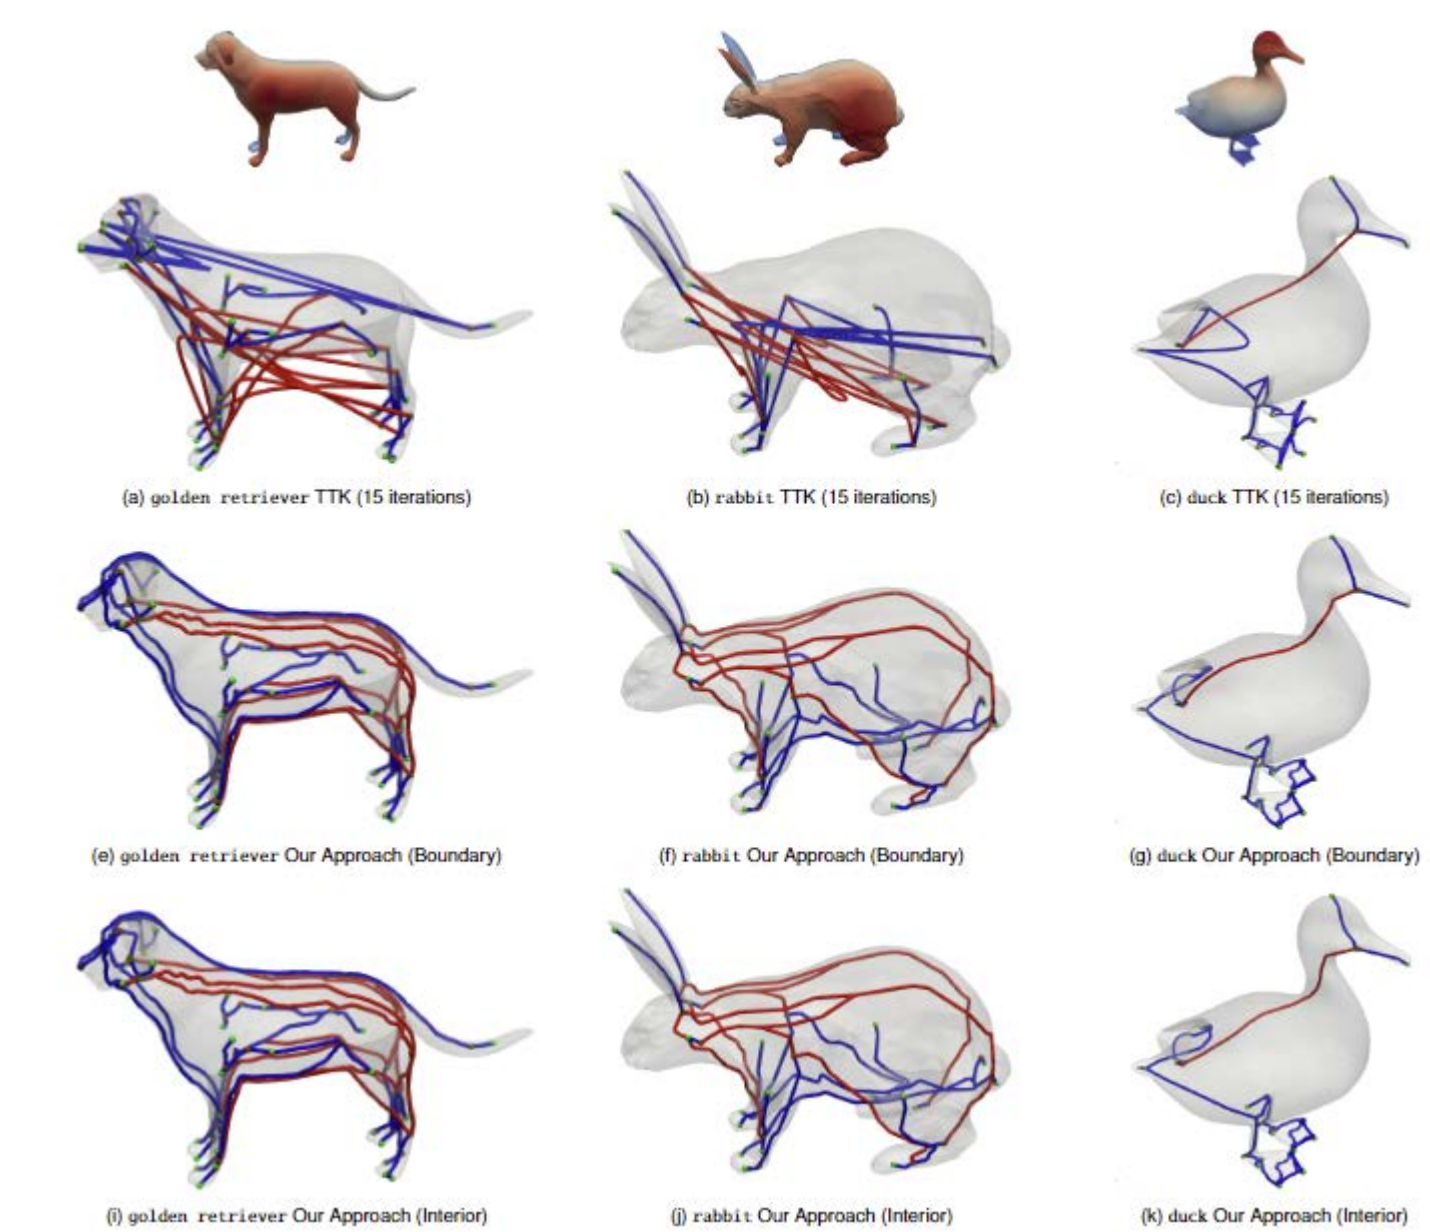 (a) golden retriever TTK (15 iterations)
(b) rabbit TTK (15 iterations)
(c) duck TTK (15 iterations)
(e) golden retriever Our Approach (Boundary)
(f) rabbit Our Approach (Boundary)
(g) duck Our Approach (Boundary)
(i) golden retriever Our Approach (Interior)
(j) rabbit Our Approach (Interior)
(k) duck Our Approach (Interior)